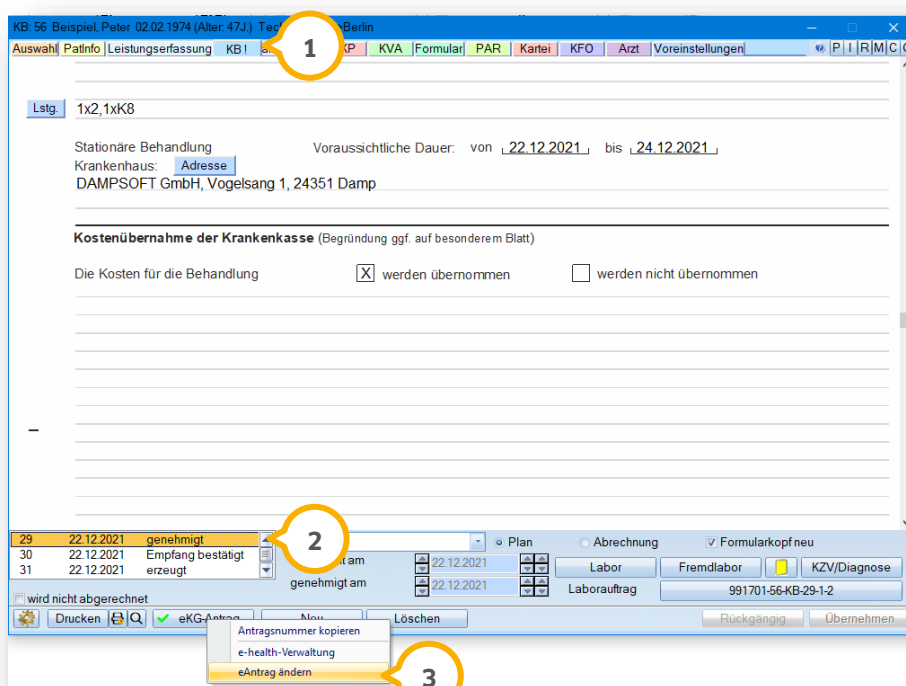 KB: 56 Beispiel, Peter 02.02.1974 (Alter: 47J.) Berlin
Auswahl PatInfo Leistungserfassung KB ! KVA Formular PAR Kartei KFO Arzt Voreinstellungen P I R M C
1
Lstg. 1x2,1xK8
Stationäre Behandlung Voraussichtliche Dauer: von 22.12.2021 bis 24.12.2021
Krankenhaus: Adresse
DAMPSOFT GmbH, Vogelsang 1, 24351 Damp
Kostenübernahme der Krankenkasse (Begründung ggf. auf besonderem Blatt)
Die Kosten für die Behandlung X werden übernommen werden nicht übernommen
29 22.12.2021 genehmigt Plan Abrechnung Formularkopf neu
2
30 22.12.2021 Empfang bestätigt am 22.12.2021 Labor Fremdlabor KZV/Diagnose
31 22.12.2021 erzeugt
genehmigt am 22.12.2021 Laborauftrag 991701-56-KB-29-1-2
wird nicht abgerechnet
Drucken eKG-Antrag Neu Löschen Rückgängig Übernehmen
Antragsnummer kopieren
e-health-Verwaltung
eAntrag ändern
3